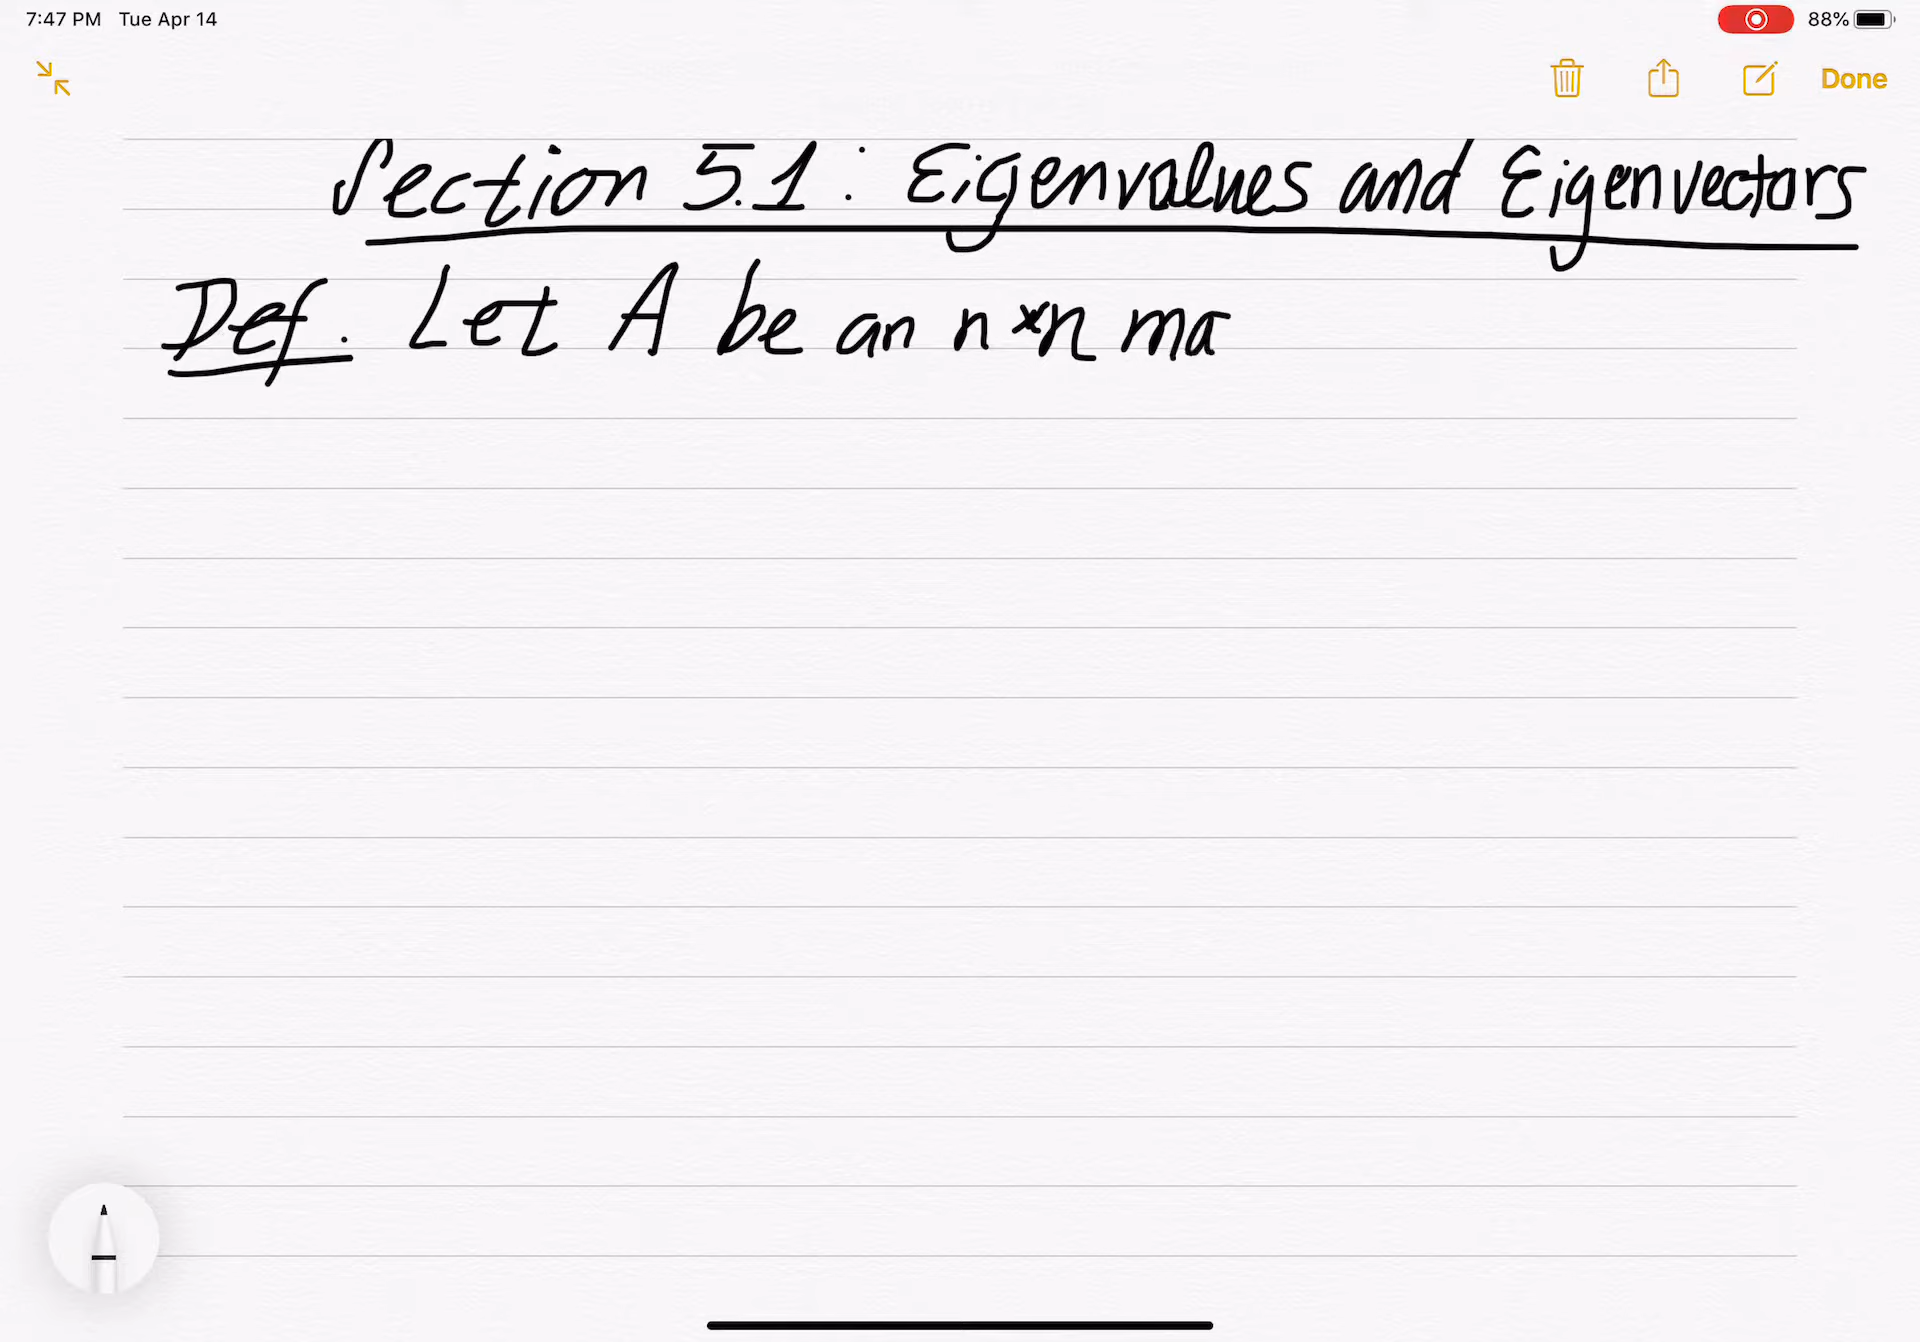 7:47 PM Tue Apr 14
88%
Done
Section 5.1: Eigenvalues and Eigenvectors
Def. Let A be an n×n ma